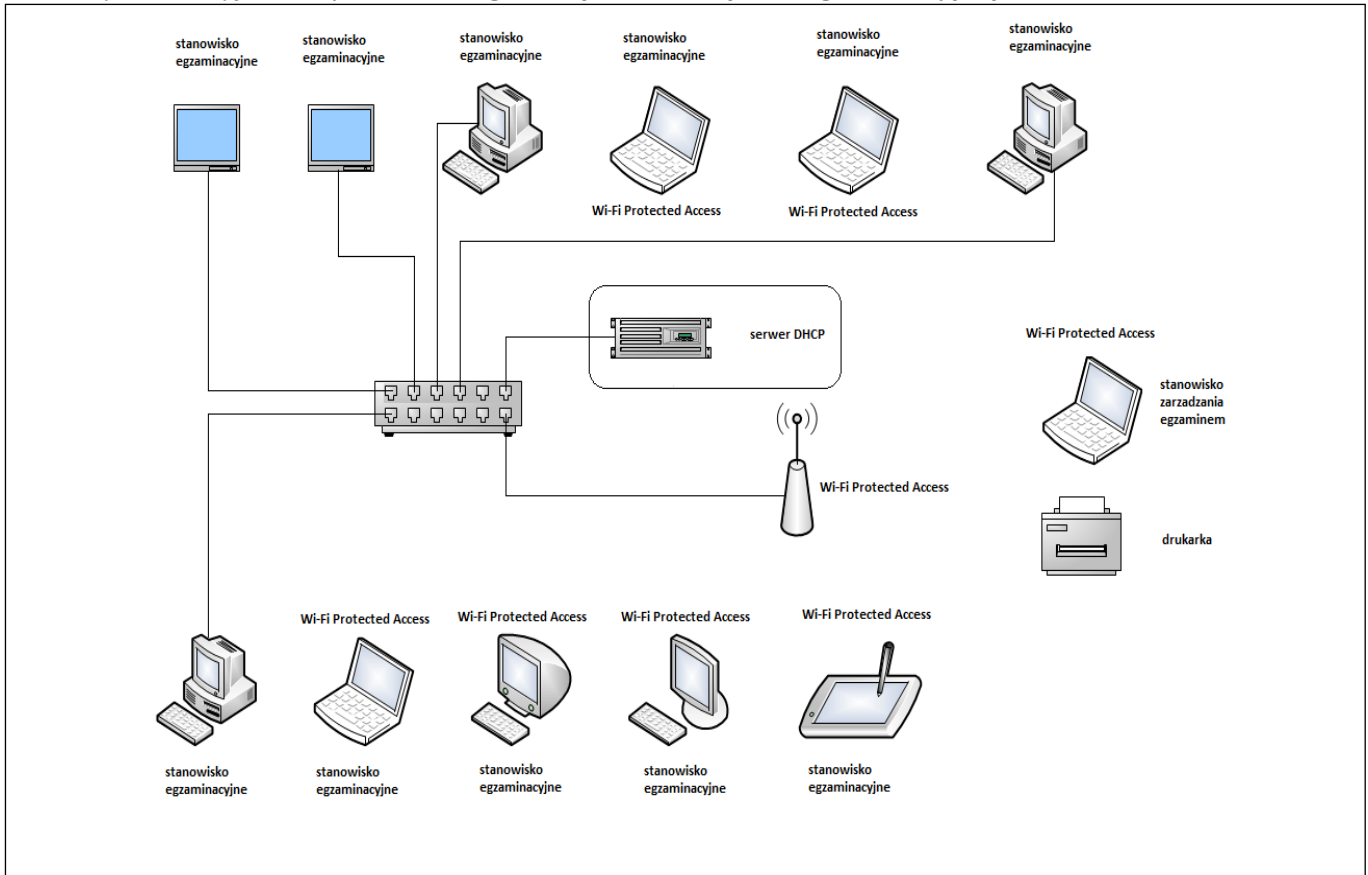 stanowisko
egzaminacyjne
stanowisko
egzaminacyjne
stanowisko
egzaminacyjne
stanowisko
egzaminacyjne
stanowisko
egzaminacyjne
stanowisko
egzaminacyjne
Wi-Fi Protected Access
Wi-Fi Protected Access
serwer DHCP
Wi-Fi Protected Access
stanowisko
zarzadzania
egzaminem
Wi-Fi Protected Access
drukarka
Wi-Fi Protected Access
Wi-Fi Protected Access
Wi-Fi Protected Access
Wi-Fi Protected Access
stanowisko
egzaminacyjne
stanowisko
egzaminacyjne
stanowisko
egzaminacyjne
stanowisko
egzaminacyjne
stanowisko
egzaminacyjne